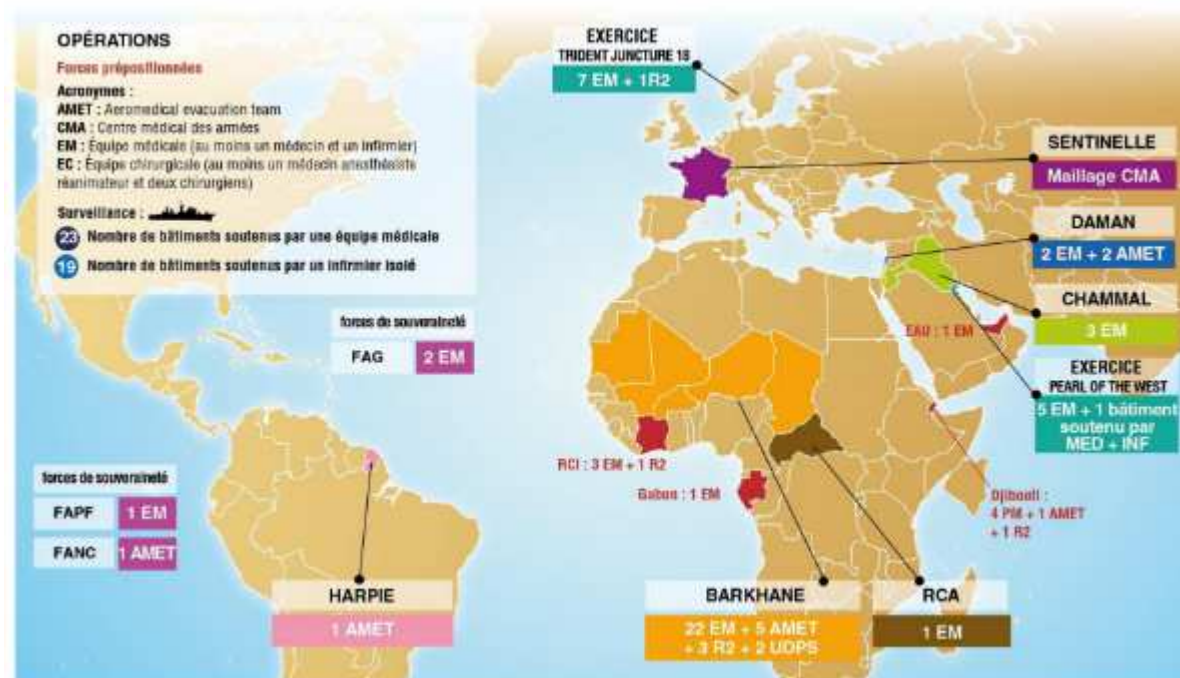 OPÉRATIONS
Forces prépositionnées
Acronymes :
AMET : Aeromedical evacuation team
CMA : Centre médical des armées
EM : Équipe médicale (au moins un médecin et un infirmier)
EC : Équipe chirurgicale (au moins un médecin anesthésiste
réanimateur et deux chirurgiens)
Surveillance :
23 Nombre de bâtiments soutenus par une équipe médicale
19 Nombre de bâtiments soutenus par un infirmier isolé
EXERCICE
TRIDENT JUNCTURE 18
7 EM + 1R2
SENTINELLE
Maillage CMA
DAMAN
2 EM + 2 AMET
CHAMMAL
3 EM
EAU : 1 EM
EXERCICE
PEARL OF THE WEST
5 EM + 1 bâtiment
soutenu par
MED + INF
forces de souveraineté
FAG 2 EM
RCI : 3 EM + 1 R2
Gabon : 1 EM
Djibouti :
4 PM + 1 AMET
+ 1 R2
forces de souveraineté
FAPF 1 EM
FANC 1 AMET
HARPIE
1 AMET
BARKHANE
22 EM + 5 AMET
+ 3 R2 + 2 UDPS
RCA
1 EM